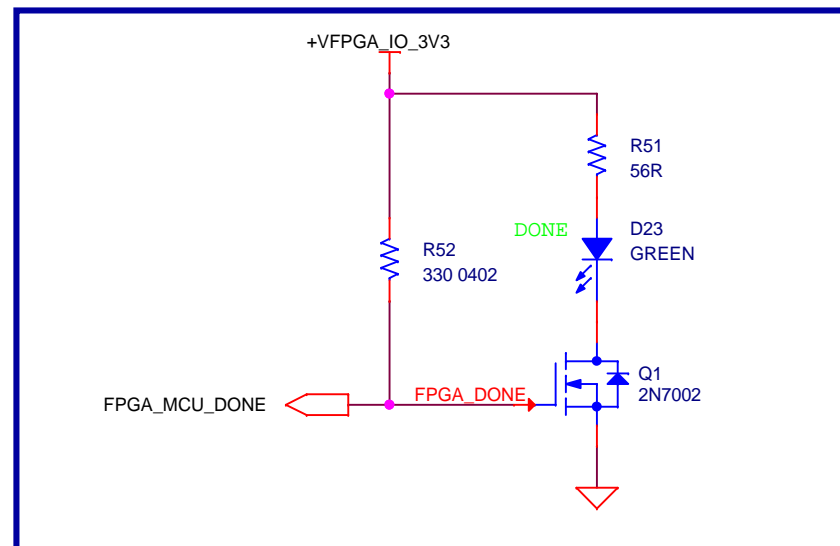 +VFPGA_IO_3V3
R51
56R
DONE
D23
GREEN
R52
330 0402
Q1
2N7002
FPGA_MCU_DONE
FPGA_DONE